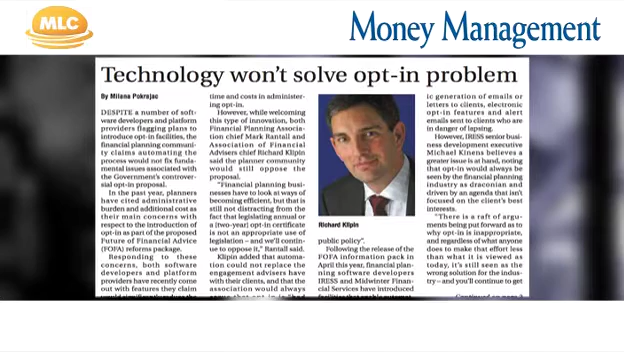 MLC
Money Management
Technology won't solve opt-in problem
By Milana Pokrajac
DESPITE a number of soft-
ware developers and platform
providers flagging plans to
introduce opt-in facilities, the
financial planning communi-
ty claims automating the
process would not fix funda-
mental issues associated with
the Government's controver-
sial opt-in proposal.
In the past year, planners
have cited administrative
burden and additional cost as
their main concerns with
respect to the introduction of
opt-in as part of the proposed
Future of Financial Advice
(FOFA) reforms package.
Responding to these
concerns, both software
developers and platform
providers have recently come
out with features they claim
would significantly reduce the
time and costs in administer-
ing opt-in.
However, while welcoming
this type of innovation, both
Financial Planning Associa-
tion chief Mark Rantall and
Association of Financial
Advisers chief Richard Klipin
said the planner community
would still oppose the
proposal.
"Financial planning busi-
nesses have to look at ways of
becoming efficient, but that is
still not distracting from the
fact that legislating annual or
a (two-year) opt-in certificate
is not an appropriate use of
legislation – and we'll contin-
ue to oppose it," Rantall said.
Klipin added that automa-
tion could not replace the
engagement advisers have
with their clients, and that the
association would always
argue that opt-in is "bad
Richard Klipin
public policy".
Following the release of the
FOFA information pack in
April this year, financial plan-
ning software developers
IRESS and Midwinter Finan-
cial Services have introduced
facilities that enable automat-
ic generation of emails or
letters to clients, electronic
opt-in features and alert
emails sent to clients who are
in danger of lapsing.
However, IRESS senior busi-
ness development executive
Michael Kinens believes a
greater issue is at hand, noting
that opt-in would always be
seen by the financial planning
industry as draconian and
driven by an agenda that isn't
focused on the client's best
interests.
"There is a raft of argu-
ments being put forward as to
why opt-in is inappropriate,
and regardless of what anyone
does to make that effort less
than what it is viewed as
today, it's still seen as the
wrong solution for the indus-
try – and you'll continue to get
Continued on page 3